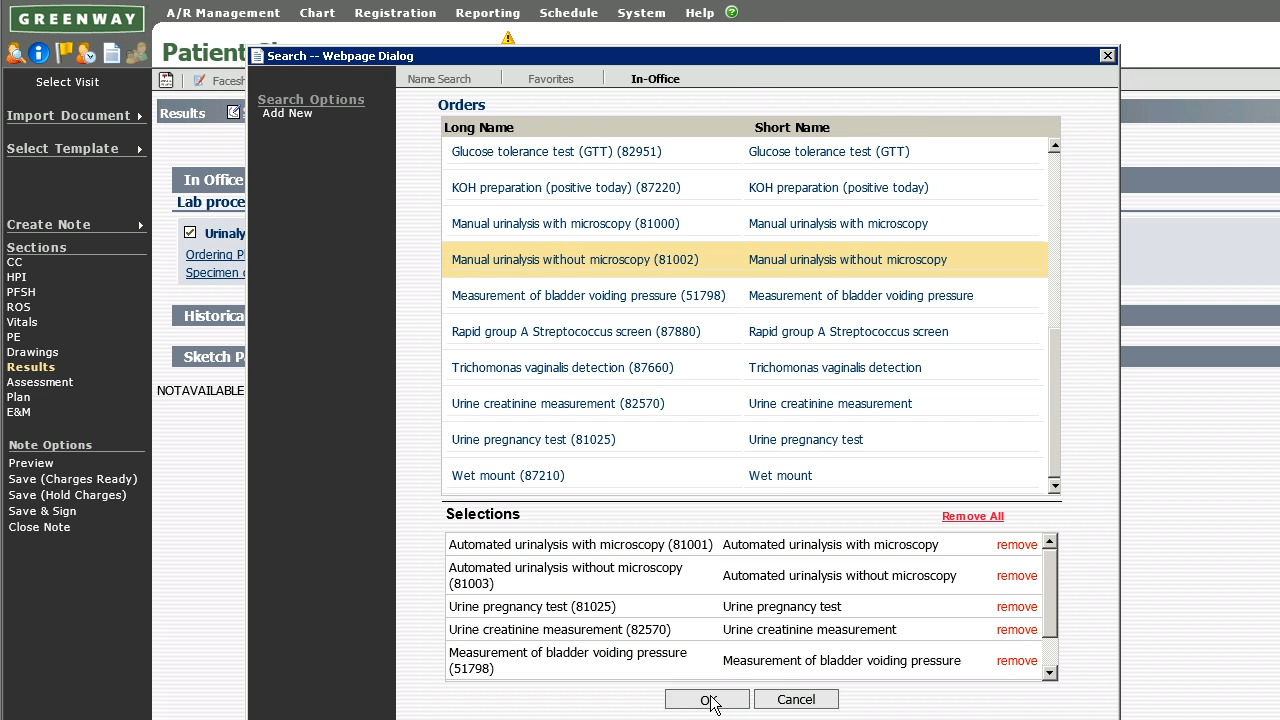 GREENWAY
A/R Management Chart Registration Reporting Schedule System Help ?
Select Visit
Import Document
Select Template
Create Note
Sections
CC
HPI
PFSH
ROS
Vitals
PE
Drawings
Results
Assessment
Plan
E&M
Note Options
Preview
Save (Charges Ready)
Save (Hold Charges)
Save & Sign
Close Note
Patient
Facesh
Results
In Office
Lab proce
Urinaly
Ordering P
Specimen
Historica
Sketch P
NOTAVAILABLE
Search -- Webpage Dialog
Search Options
Add New
Name Search Favorites In-Office
Orders
Long Name Short Name
Glucose tolerance test (GTT) (82951) Glucose tolerance test (GTT)
KOH preparation (positive today) (87220) KOH preparation (positive today)
Manual urinalysis with microscopy (81000) Manual urinalysis with microscopy
Manual urinalysis without microscopy (81002) Manual urinalysis without microscopy
Measurement of bladder voiding pressure (51798) Measurement of bladder voiding pressure
Rapid group A Streptococcus screen (87880) Rapid group A Streptococcus screen
Trichomonas vaginalis detection (87660) Trichomonas vaginalis detection
Urine creatinine measurement (82570) Urine creatinine measurement
Urine pregnancy test (81025) Urine pregnancy test
Wet mount (87210) Wet mount
Selections Remove All
Automated urinalysis with microscopy (81001) Automated urinalysis with microscopy remove
Automated urinalysis without microscopy
(81003) Automated urinalysis without microscopy remove
Urine pregnancy test (81025) Urine pregnancy test remove
Urine creatinine measurement (82570) Urine creatinine measurement remove
Measurement of bladder voiding pressure
(51798) Measurement of bladder voiding pressure remove
OK Cancel